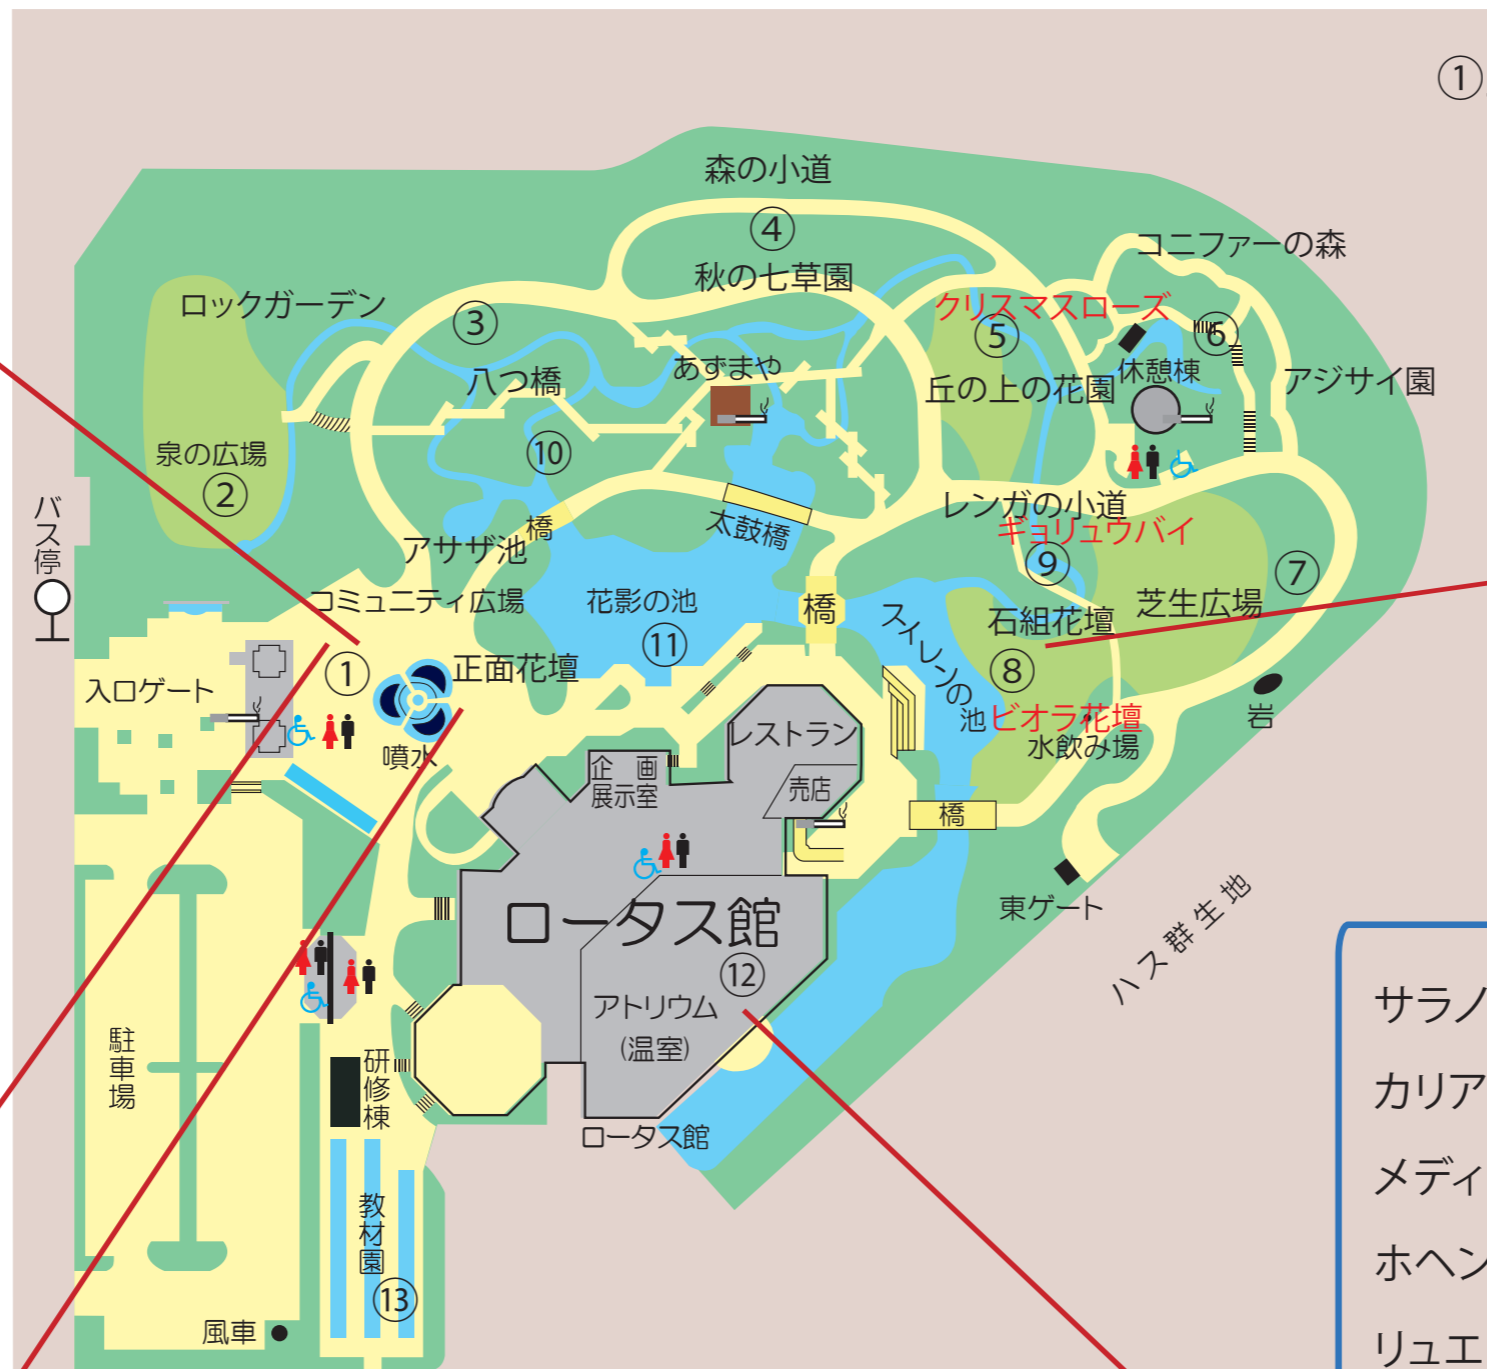 ①
森の小道
④
コニファーの森
秋の七草園
ロックガーデン
クリスマスローズ
③
⑤
⑥
あずまや
休憩棟
八つ橋
丘の上の花園
アジサイ園
泉の広場
⑩
②
レンガの小道
バス停
橋
太鼓橋
ギョリュウバイ
アサザ池
⑨
⑦
コミュニティ広場
花影の池
橋
スイレンの池
石組花壇
芝生広場
⑪
①
正面花壇
⑧
入口ゲート
ビオラ花壇
岩
レストラン
水飲み場
噴水
企画
展示室
売店
橋
東ゲート
ハス群生地
ロータス館
⑫
アトリウム
(温室)
駐車場
研修棟
ロータス館
教材園
⑬
風車
サラノ
カリア
メディ
ホヘン
リュエ